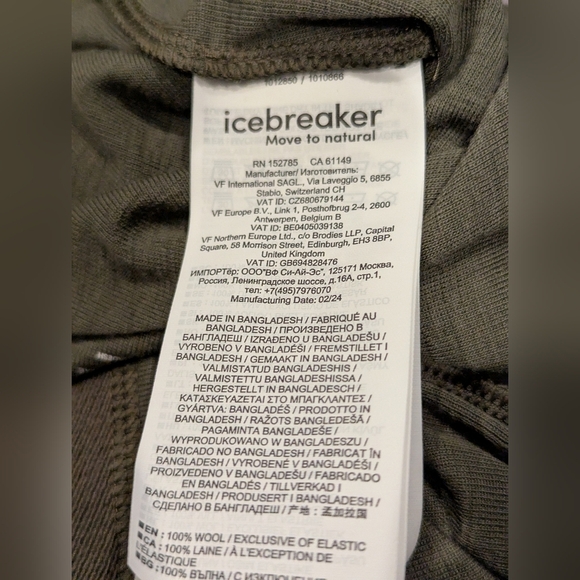 1012850 / 1010866
icebreaker
Move to natural
RN 152785 CA 61149
Manufacturer/ Изготовитель:
VF International SAGL., Via Laveggio 5, 6855
Stabio, Switzerland CH
VAT ID: CZ680679144
VF Europe B.V., Link 1, Posthofbrug 2-4, 2600
Antwerpen, Belgium B
VAT ID: BE0405039138
VF Northern Europe Ltd., c/o Brodies LLP, Capital
Square, 58 Morrison Street, Edinburgh, EH3 8BP,
United Kingdom
VAT ID: GB694828476
ИМПОРТёр: ООО"ВФ Си-Ай-Эс", 125171 Москва,
Россия, Ленинградское шоссе, д.16А, стр.1,
тел: +7(495)7976070
Manufacturing Date: 02/24
MADE IN BANGLADESH / FABRIQUÉ AU
BANGLADESH / ПРОИЗВЕДЕНО В
БАНГЛАДЕШ / IZRAĐENO U BANGLADEŠU /
VYROBENO V BANGLADÉŠI / FREMSTILLET I
BANGLADESH / GEMAAKT IN BANGLADESH /
VALMISTATUD BANGLADESHIS /
VALMISTETTU BANGLADESHISSA /
HERGESTELLT IN BANGLADESCH /
ΚΑΤΑΣΚΕΥΑΖΕΤΑΙ ΣΤΟ ΜΠΑΓΚΛΑΝΤΕΣ /
GYÁRTVA: BANGLADÉS / PRODOTTO IN
BANGLADESH / RAŽOTS BANGLEDEŠĀ /
PAGAMINTA BANGLADEŠE /
WYPRODUKOWANO W BANGLADESZU /
FABRICADO NO BANGLADESH / FABRICAT ÎN
BANGLADESH / VYROBENÉ V BANGLADÉŠI /
PROIZVEDENO V BANGLADEŠU / FABRICADO
EN BANGLADÉS / TILLVERKAD I
BANGLADESH / PRODUSERT I BANGLADESH /
СДЕЛАНО В БАНГЛАДЕШ / 产地：孟加拉国
EN: 100% WOOL / EXCLUSIVE OF ELASTIC
CA: 100% LAINE / À L'EXCEPTION DE
L'ÉLASTIQUE
BG: 100% ВЪЛНА / С ИЗКЛЮЧЕНИЕ